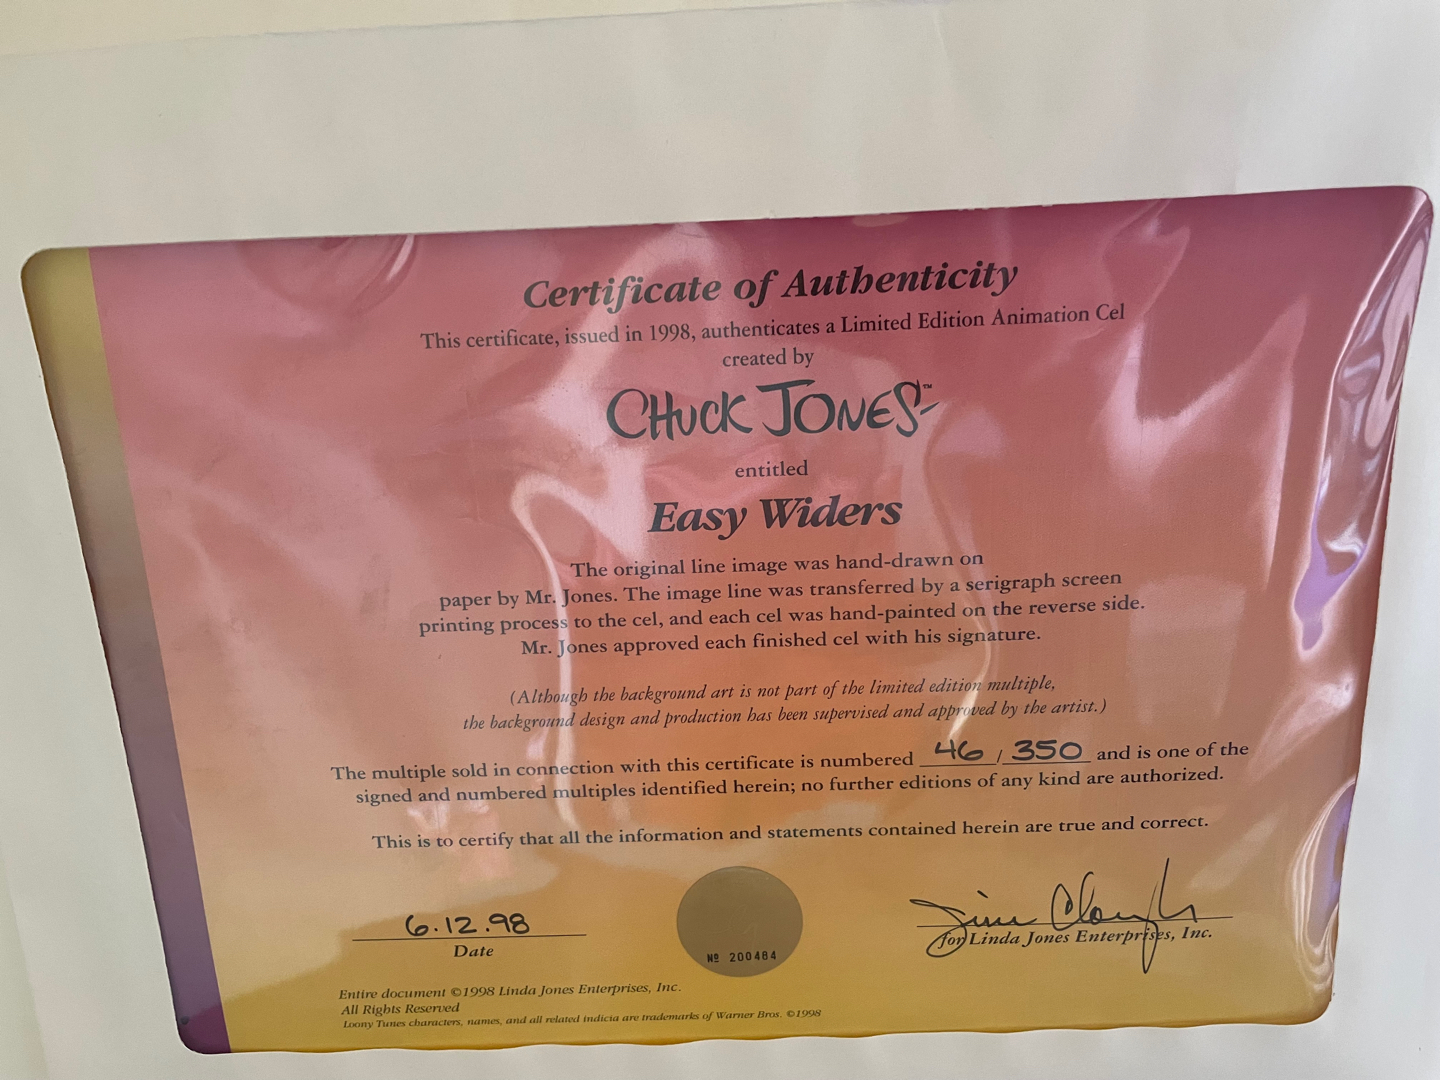 Certificate of Authenticity
This certificate, issued in 1998, authenticates a Limited Edition Animation Cel
created by
CHUCK JONES™
entitled
Easy Widers
The original line image was hand-drawn on
paper by Mr. Jones. The image line was transferred by a serigraph screen
printing process to the cel, and each cel was hand-painted on the reverse side.
Mr. Jones approved each finished cel with his signature.
(Although the background art is not part of the limited edition multiple,
the background design and production has been supervised and approved by the artist.)
The multiple sold in connection with this certificate is numbered 46 / 350 and is one of the
signed and numbered multiples identified herein; no further editions of any kind are authorized.
This is to certify that all the information and statements contained herein are true and correct.
6.12.98
Date
№ 200484
Jim Clough
for Linda Jones Enterprises, Inc.
Entire document ©1998 Linda Jones Enterprises, Inc.
All Rights Reserved
Loony Tunes characters, names, and all related indicia are trademarks of Warner Bros. ©1998